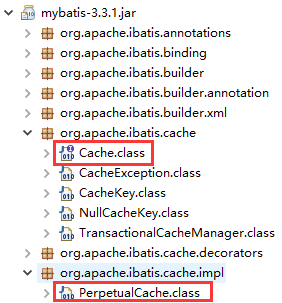 mybatis-3.3.1.jar
org.apache.ibatis.annotations
org.apache.ibatis.binding
org.apache.ibatis.builder
org.apache.ibatis.builder.annotation
org.apache.ibatis.builder.xml
org.apache.ibatis.cache
Cache.class
CacheException.class
CacheKey.class
NullCacheKey.class
TransactionalCacheManager.class
org.apache.ibatis.cache.decorators
org.apache.ibatis.cache.impl
PerpetualCache.class